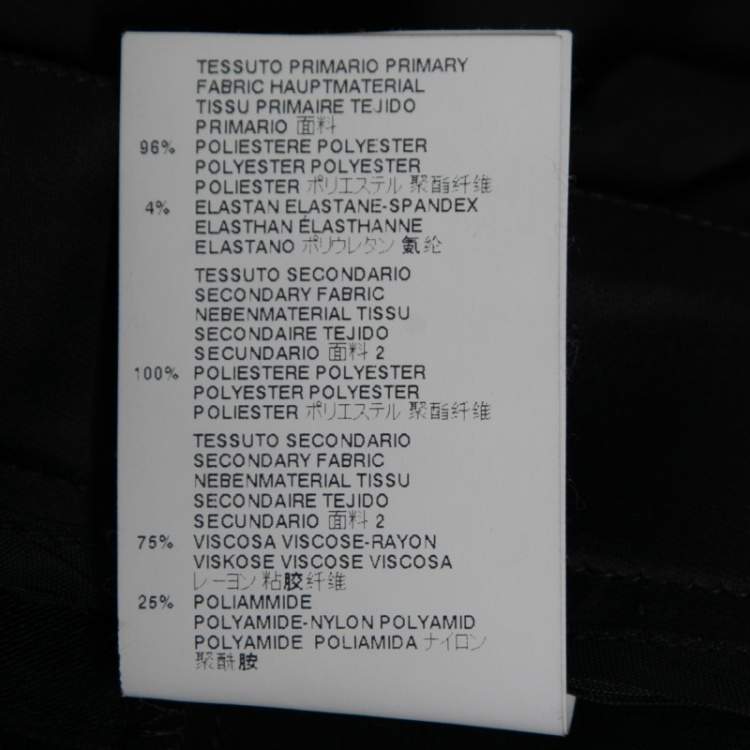 TESSUTO PRIMARIO PRIMARY
FABRIC HAUPTMATERIAL
TISSU PRIMAIRE TEJIDO
PRIMARIO 面料
96% POLIESTERE POLYESTER
POLYESTER POLYESTER
POLIESTER ポリエステル 聚酯纤维
4% ELASTAN ELASTANE-SPANDEX
ELASTHAN ÉLASTHANNE
ELASTANO ポリウレタン 氨纶
TESSUTO SECONDARIO
SECONDARY FABRIC
NEBENMATERIAL TISSU
SECONDAIRE TEJIDO
SECUNDARIO 面料 2
100% POLIESTERE POLYESTER
POLYESTER POLYESTER
POLIESTER ポリエステル 聚酯纤维
TESSUTO SECONDARIO
SECONDARY FABRIC
NEBENMATERIAL TISSU
SECONDAIRE TEJIDO
SECUNDARIO 面料 2
75% VISCOSA VISCOSE-RAYON
VISKOSE VISCOSE VISCOSA
レーヨン 粘胶纤维
25% POLIAMMIDE
POLYAMIDE-NYLON POLYAMID
POLYAMIDE POLIAMIDA ナイロン
聚酰胺